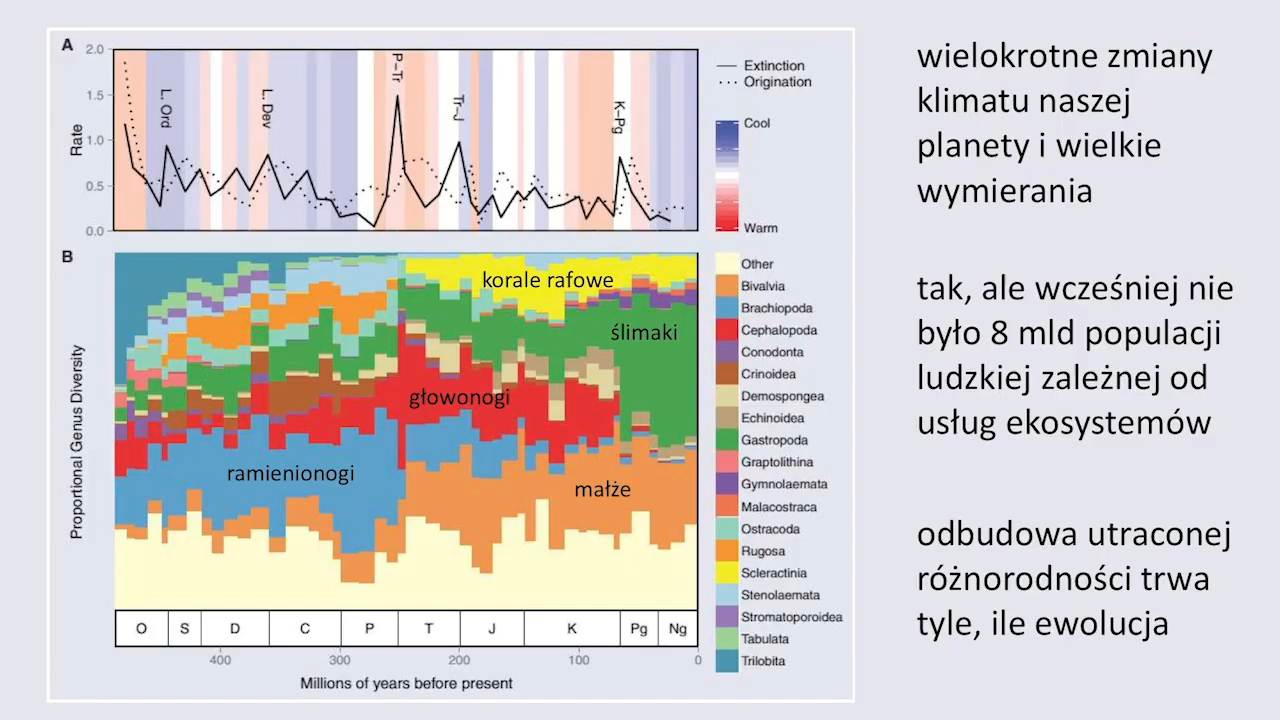 A
2.0
1.5
1.0
0.5
0.0
Rate
L. Ord
L. Dev
P–Tr
Tr–J
K–Pg
Extinction
Origination
Cool
Warm
B
Proportional Genus Diversity
korale rafowe
ślimaki
głowonogi
ramienionogi
małże
Other
Bivalvia
Brachiopoda
Cephalopoda
Conodonta
Crinoidea
Demospongea
Echinoidea
Gastropoda
Graptolithina
Gymnolaemata
Malacostraca
Ostracoda
Rugosa
Scleractinia
Stenolaemata
Stromatoporoidea
Tabulata
Trilobita
O S D C P T J K Pg Ng
400 300 200 100 0
Millions of years before present
wielokrotne zmiany
klimatu naszej
planety i wielkie
wymierania
tak, ale wcześniej nie
było 8 mld populacji
ludzkiej zależnej od
usług ekosystemów
odbudowa utraconej
różnorodności trwa
tyle, ile ewolucja